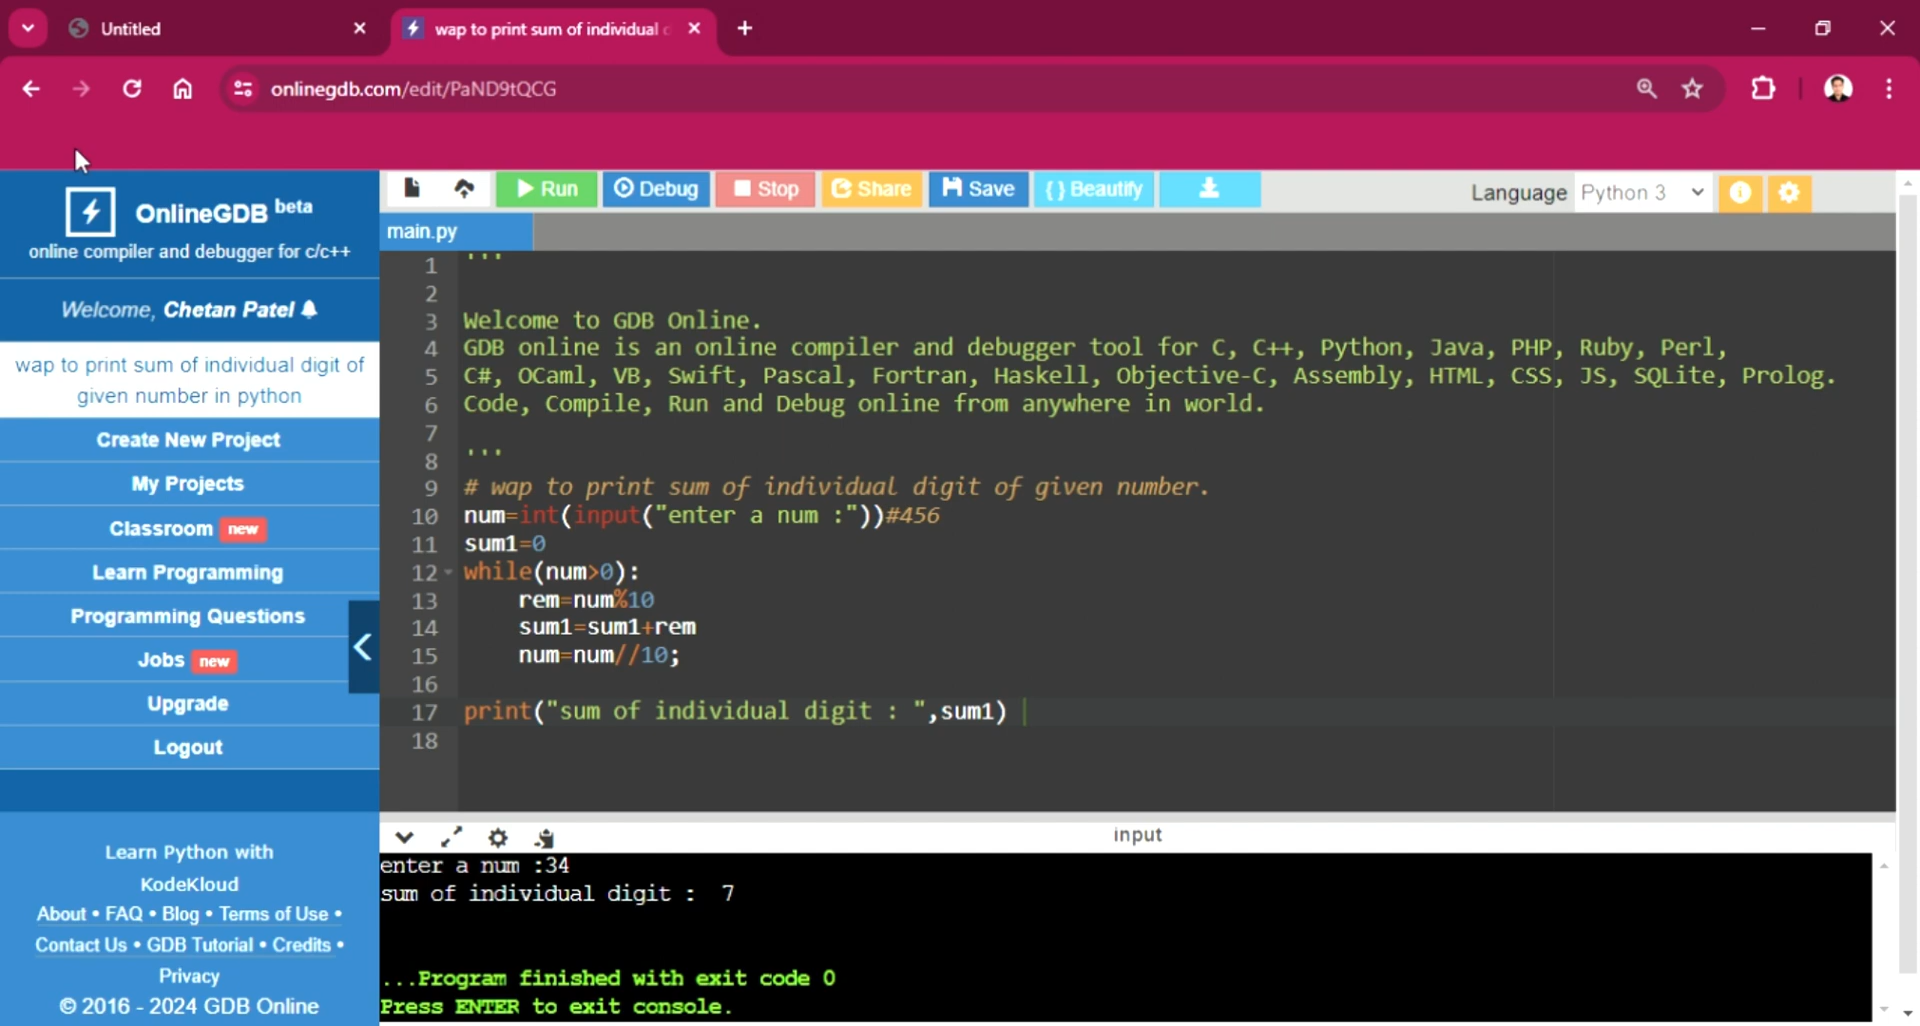 Untitled
wap to print sum of individual
onlinegdb.com/edit/PaND9tQCG
OnlineGDB beta
online compiler and debugger for c/c++
Welcome, Chetan Patel
wap to print sum of individual digit of
given number in python
Create New Project
My Projects
Classroom new
Learn Programming
Programming Questions
Jobs new
Upgrade
Logout
Learn Python with
KodeKloud
About • FAQ • Blog • Terms of Use •
Contact Us • GDB Tutorial • Credits •
Privacy
© 2016 - 2024 GDB Online
Run Debug Stop Share Save { } Beautify
Language Python 3
main.py
1 '''
2
3 Welcome to GDB Online.
4 GDB online is an online compiler and debugger tool for C, C++, Python, Java, PHP, Ruby, Perl,
5 C#, OCaml, VB, Swift, Pascal, Fortran, Haskell, Objective-C, Assembly, HTML, CSS, JS, SQLite, Prolog.
6 Code, Compile, Run and Debug online from anywhere in world.
7
8 '''
9 # wap to print sum of individual digit of given number.
10 num=int(input("enter a num :"))#456
11 sum1=0
12 while(num>0):
13 rem=num%10
14 sum1=sum1+rem
15 num=num//10;
16
17 print("sum of individual digit : ",sum1)
18
input
enter a num :34
sum of individual digit :  7
...Program finished with exit code 0
Press ENTER to exit console.